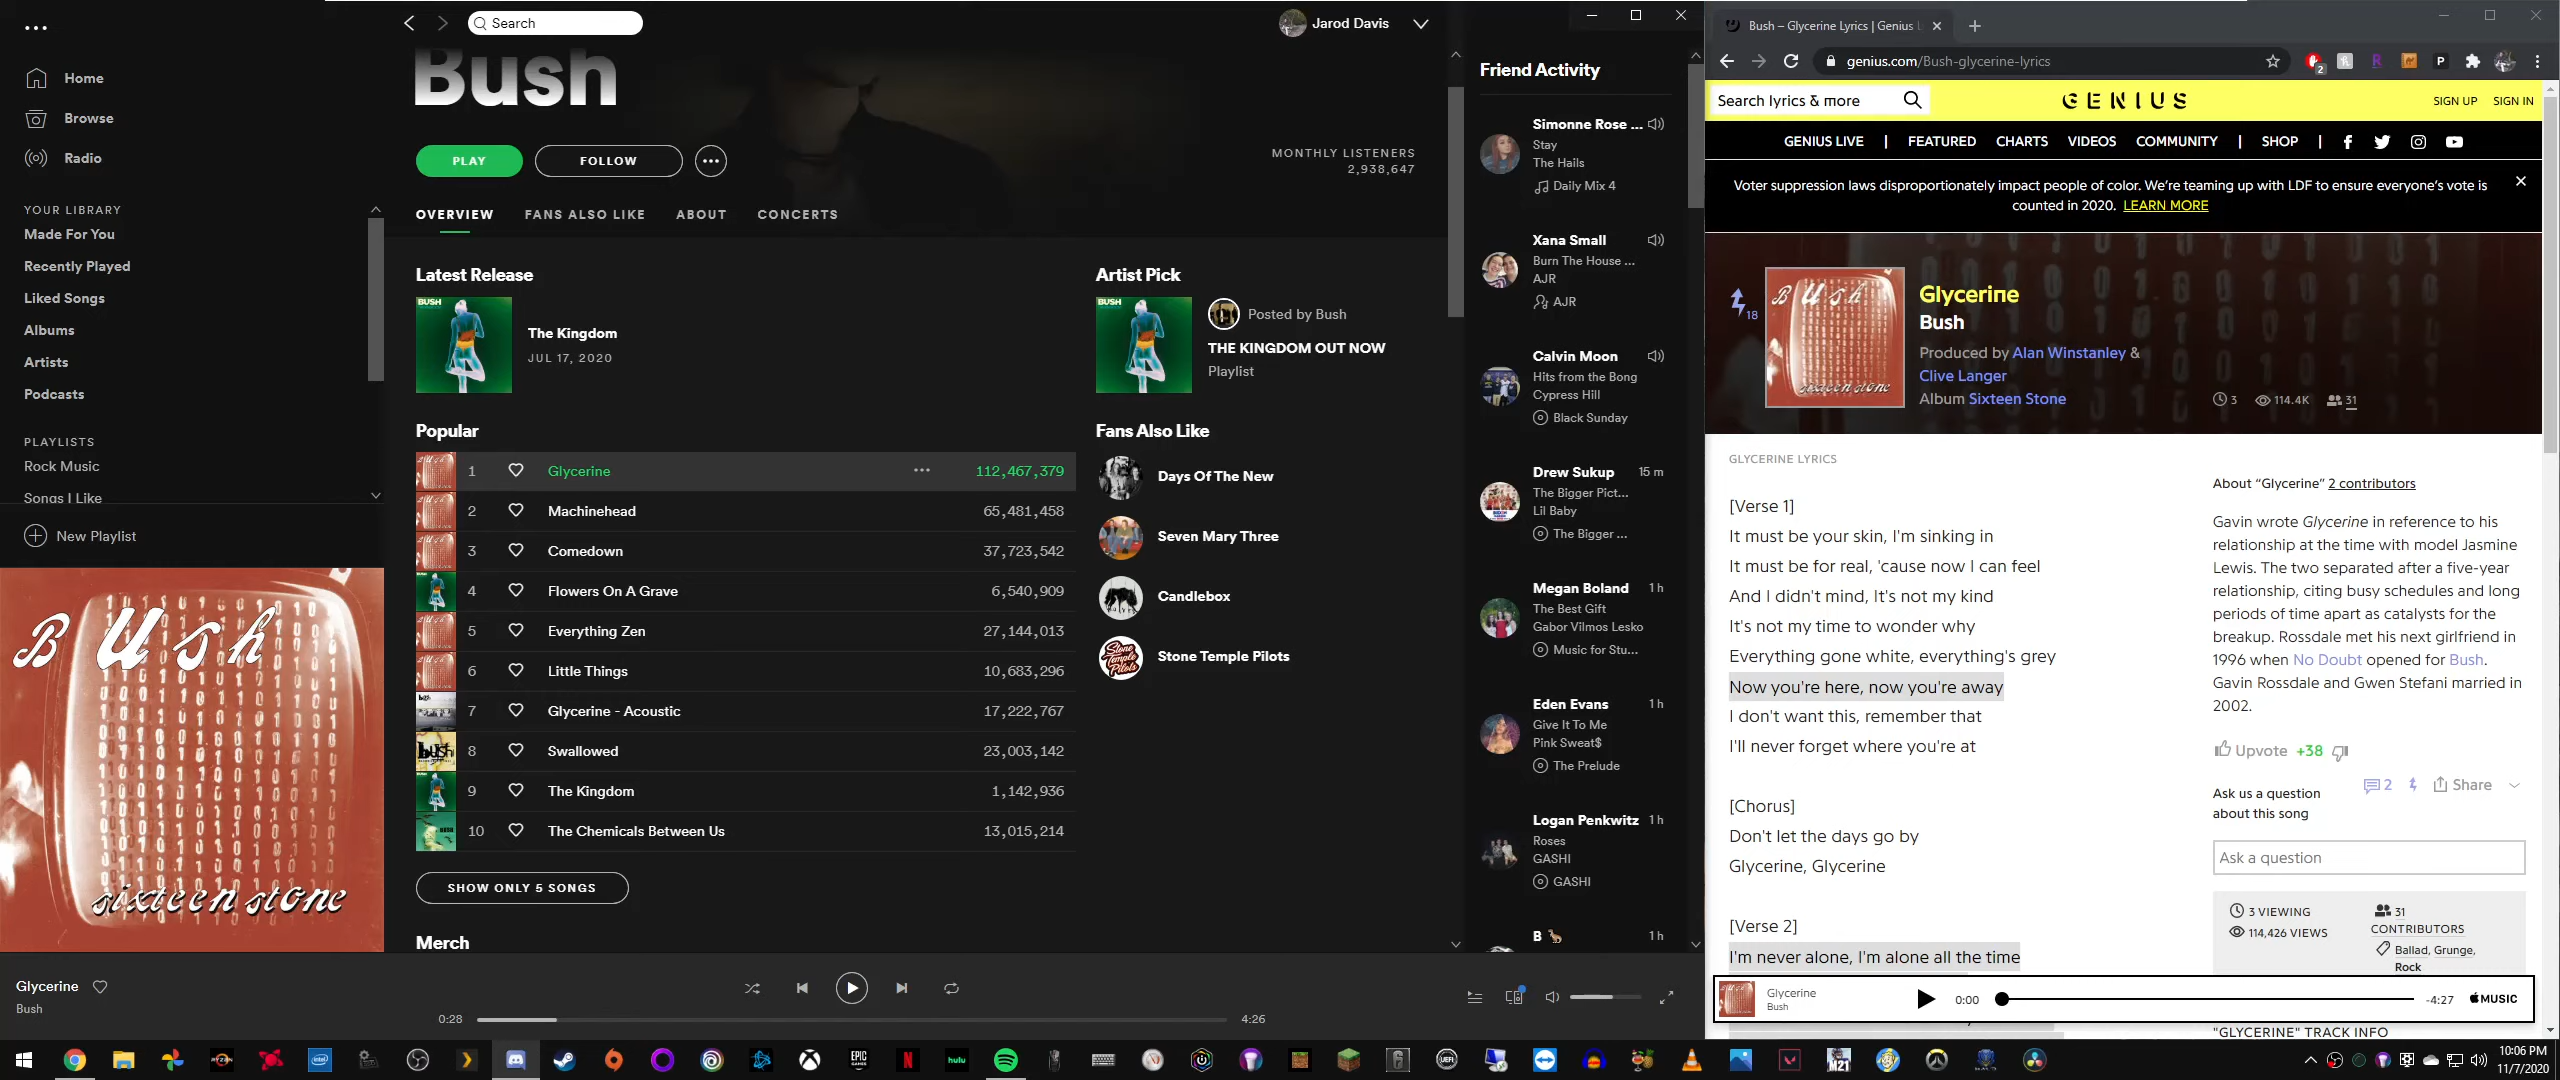 Home
Browse
Radio
YOUR LIBRARY
Made For You
Recently Played
Liked Songs
Albums
Artists
Podcasts
PLAYLISTS
Rock Music
Songs I Like
New Playlist
BUsh
sixteen stone
Search
Jarod Davis
Bush
PLAY
FOLLOW
MONTHLY LISTENERS
2,938,647
OVERVIEW
FANS ALSO LIKE
ABOUT
CONCERTS
Latest Release
BUSH
The Kingdom
JUL 17, 2020
Artist Pick
BUSH
Posted by Bush
THE KINGDOM OUT NOW
Playlist
Popular
1 Glycerine 112,467,379
2 Machinehead 65,481,458
3 Comedown 37,723,542
4 Flowers On A Grave 6,540,909
5 Everything Zen 27,144,013
6 Little Things 10,683,296
7 Glycerine - Acoustic 17,222,767
8 Swallowed 23,003,142
9 The Kingdom 1,142,936
10 The Chemicals Between Us 13,015,214
SHOW ONLY 5 SONGS
Merch
Fans Also Like
Days Of The New
Seven Mary Three
Candlebox
Stone Temple Pilots
Stone Temple Pilots
Friend Activity
Simonne Rose ...
Stay
The Hails
Daily Mix 4
Xana Small
Burn The House ...
AJR
AJR
Calvin Moon
Hits from the Bong
Cypress Hill
Black Sunday
Drew Sukup 15 m
The Bigger Pict...
Lil Baby
The Bigger ...
Megan Boland 1 h
The Best Gift
Gabor Vilmos Lesko
Music for Stu...
Eden Evans 1 h
Give It To Me
Pink Sweat$
The Prelude
Logan Penkwitz 1 h
Roses
GASHI
GASHI
B 1 h
Glycerine
Bush
0:28
4:26
Bush – Glycerine Lyrics | Genius L
genius.com/Bush-glycerine-lyrics
2
Search lyrics & more
GENIUS
SIGN UP
SIGN IN
GENIUS LIVE | FEATURED CHARTS VIDEOS COMMUNITY | SHOP |
Voter suppression laws disproportionately impact people of color. We're teaming up with LDF to ensure everyone's vote is
counted in 2020. LEARN MORE
18
BUsh
sixteen stone
Glycerine
Bush
Produced by Alan Winstanley &
Clive Langer
Album Sixteen Stone
3 114.4K 31
GLYCERINE LYRICS
[Verse 1]
It must be your skin, I'm sinking in
It must be for real, 'cause now I can feel
And I didn't mind, It's not my kind
It's not my time to wonder why
Everything gone white, everything's grey
Now you're here, now you're away
I don't want this, remember that
I'll never forget where you're at
[Chorus]
Don't let the days go by
Glycerine, Glycerine
[Verse 2]
I'm never alone, I'm alone all the time
About “Glycerine” 2 contributors
Gavin wrote Glycerine in reference to his
relationship at the time with model Jasmine
Lewis. The two separated after a five-year
relationship, citing busy schedules and long
periods of time apart as catalysts for the
breakup. Rossdale met his next girlfriend in
1996 when No Doubt opened for Bush.
Gavin Rossdale and Gwen Stefani married in
2002.
Upvote +38
2
Share
Ask us a question
about this song
Ask a question
3 VIEWING
114,426 VIEWS
31
CONTRIBUTORS
Ballad, Grunge,
Rock
Glycerine
Bush
0:00
-4:27
MUSIC
"GLYCERINE" TRACK INFO
RYZEN
intel
EPIC
GAMES
N
hulu
UEFI
M21
HALO
10:06 PM
11/7/2020